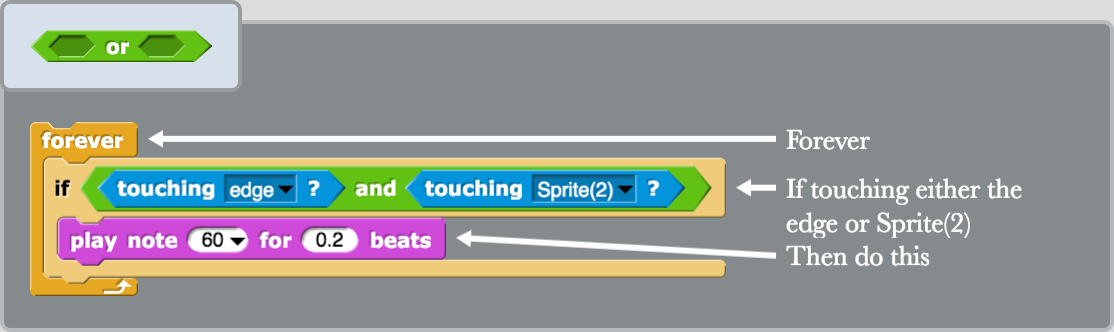 or
forever
Forever
if touching edge ? and touching Sprite(2) ?
If touching either the
edge or Sprite(2)
play note 60 for 0.2 beats
Then do this